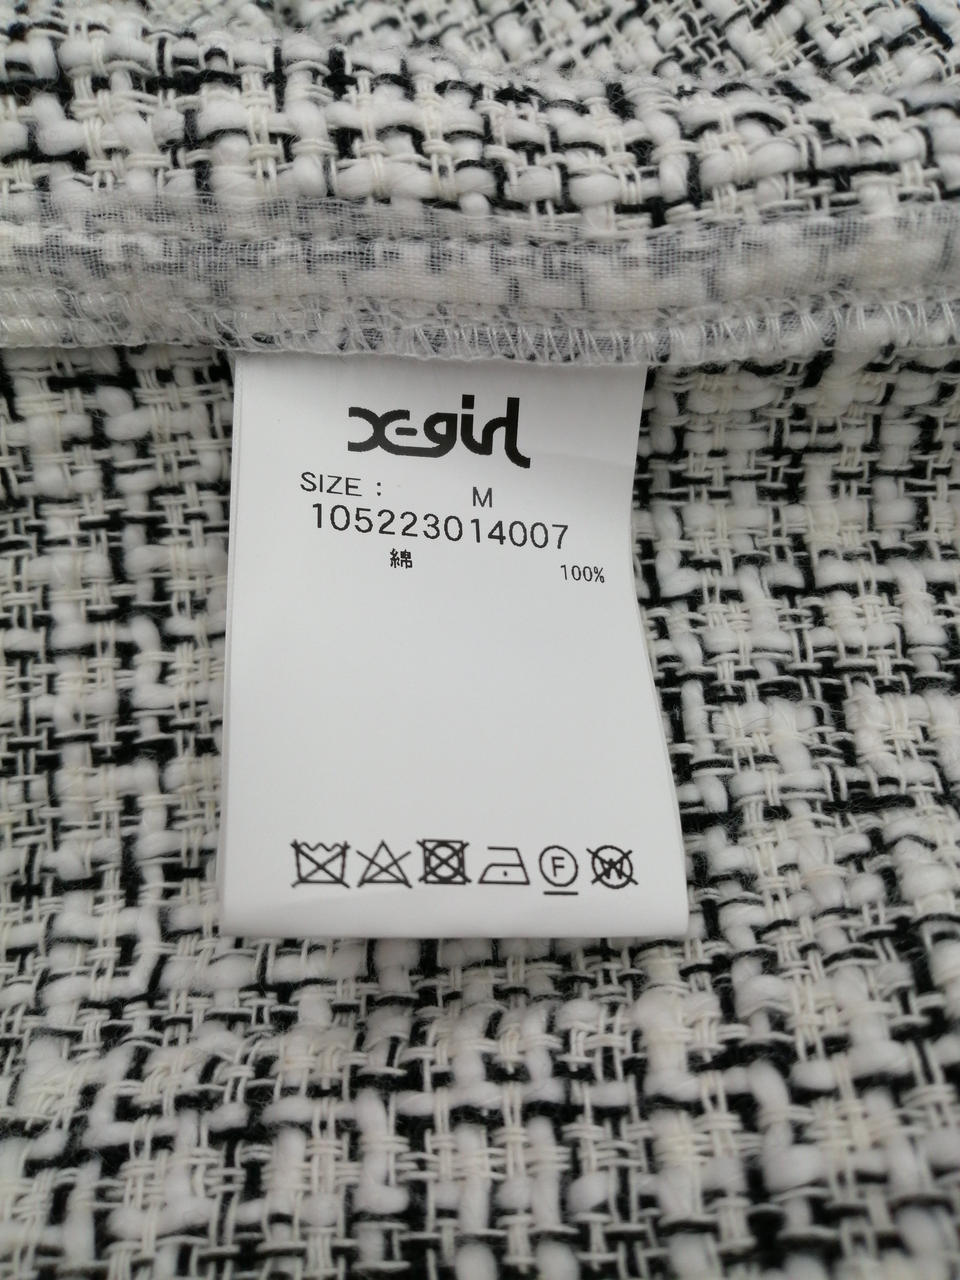 X-girl
SIZE : M
105223014007
綿 100%
F W